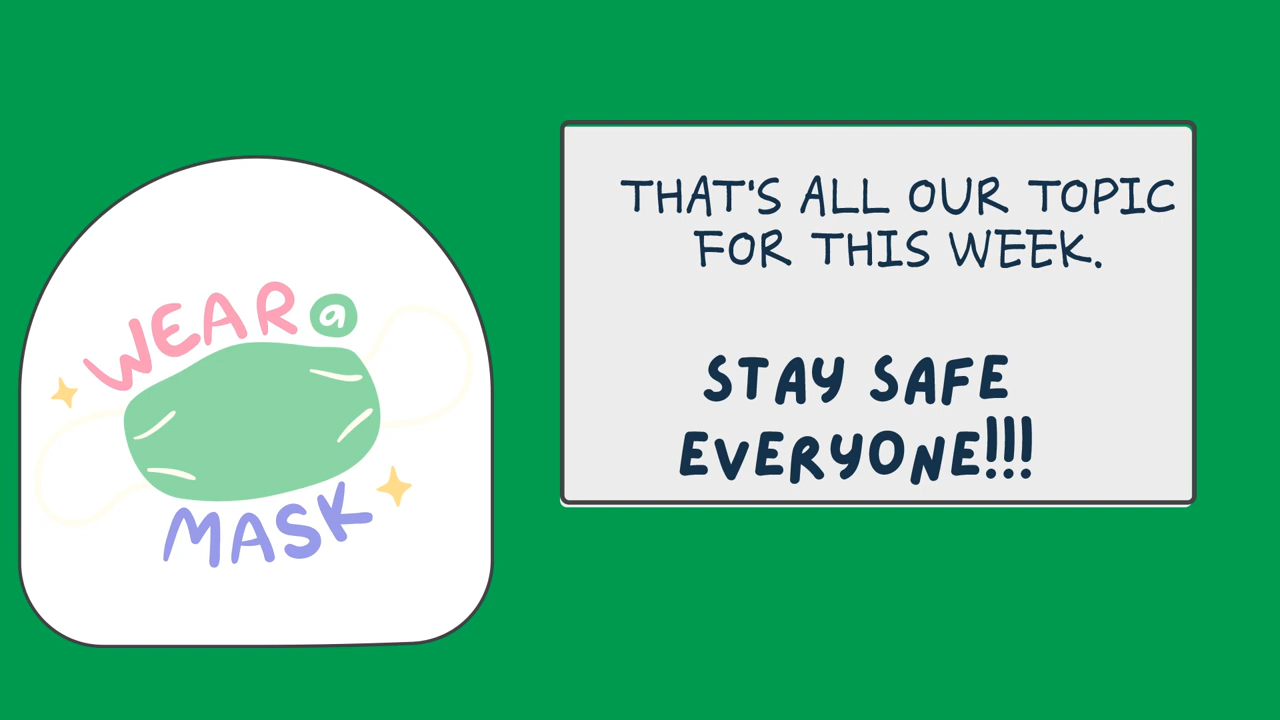 WEAR a
MASK
THAT'S ALL OUR TOPIC
FOR THIS WEEK.
STAY SAFE
EVERYONE!!!